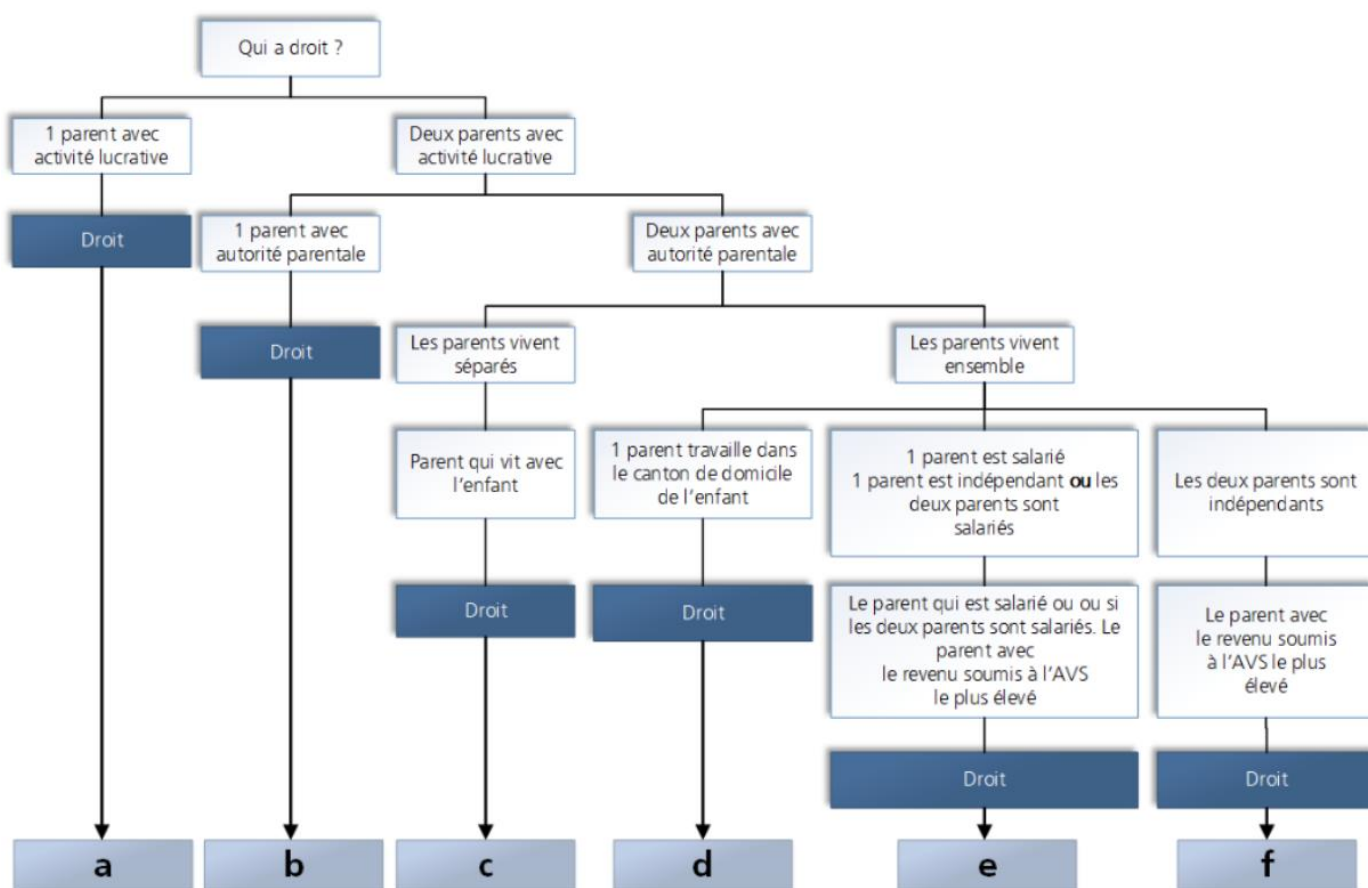 Qui a droit ?
1 parent avec
activité lucrative
Deux parents avec
activité lucrative
Droit
1 parent avec
autorité parentale
Deux parents avec
autorité parentale
Droit
Les parents vivent
séparés
Les parents vivent
ensemble
Parent qui vit avec
l'enfant
1 parent travaille dans
le canton de domicile
de l'enfant
1 parent est salarié
1 parent est indépendant ou les
deux parents sont
salariés
Les deux parents sont
indépendants
Droit
Droit
Le parent qui est salarié ou ou si
les deux parents sont salariés. Le
parent avec
le revenu soumis à l'AVS
le plus élevé
Le parent avec
le revenu soumis
à l'AVS le plus
élevé
Droit
Droit
a
b
c
d
e
f